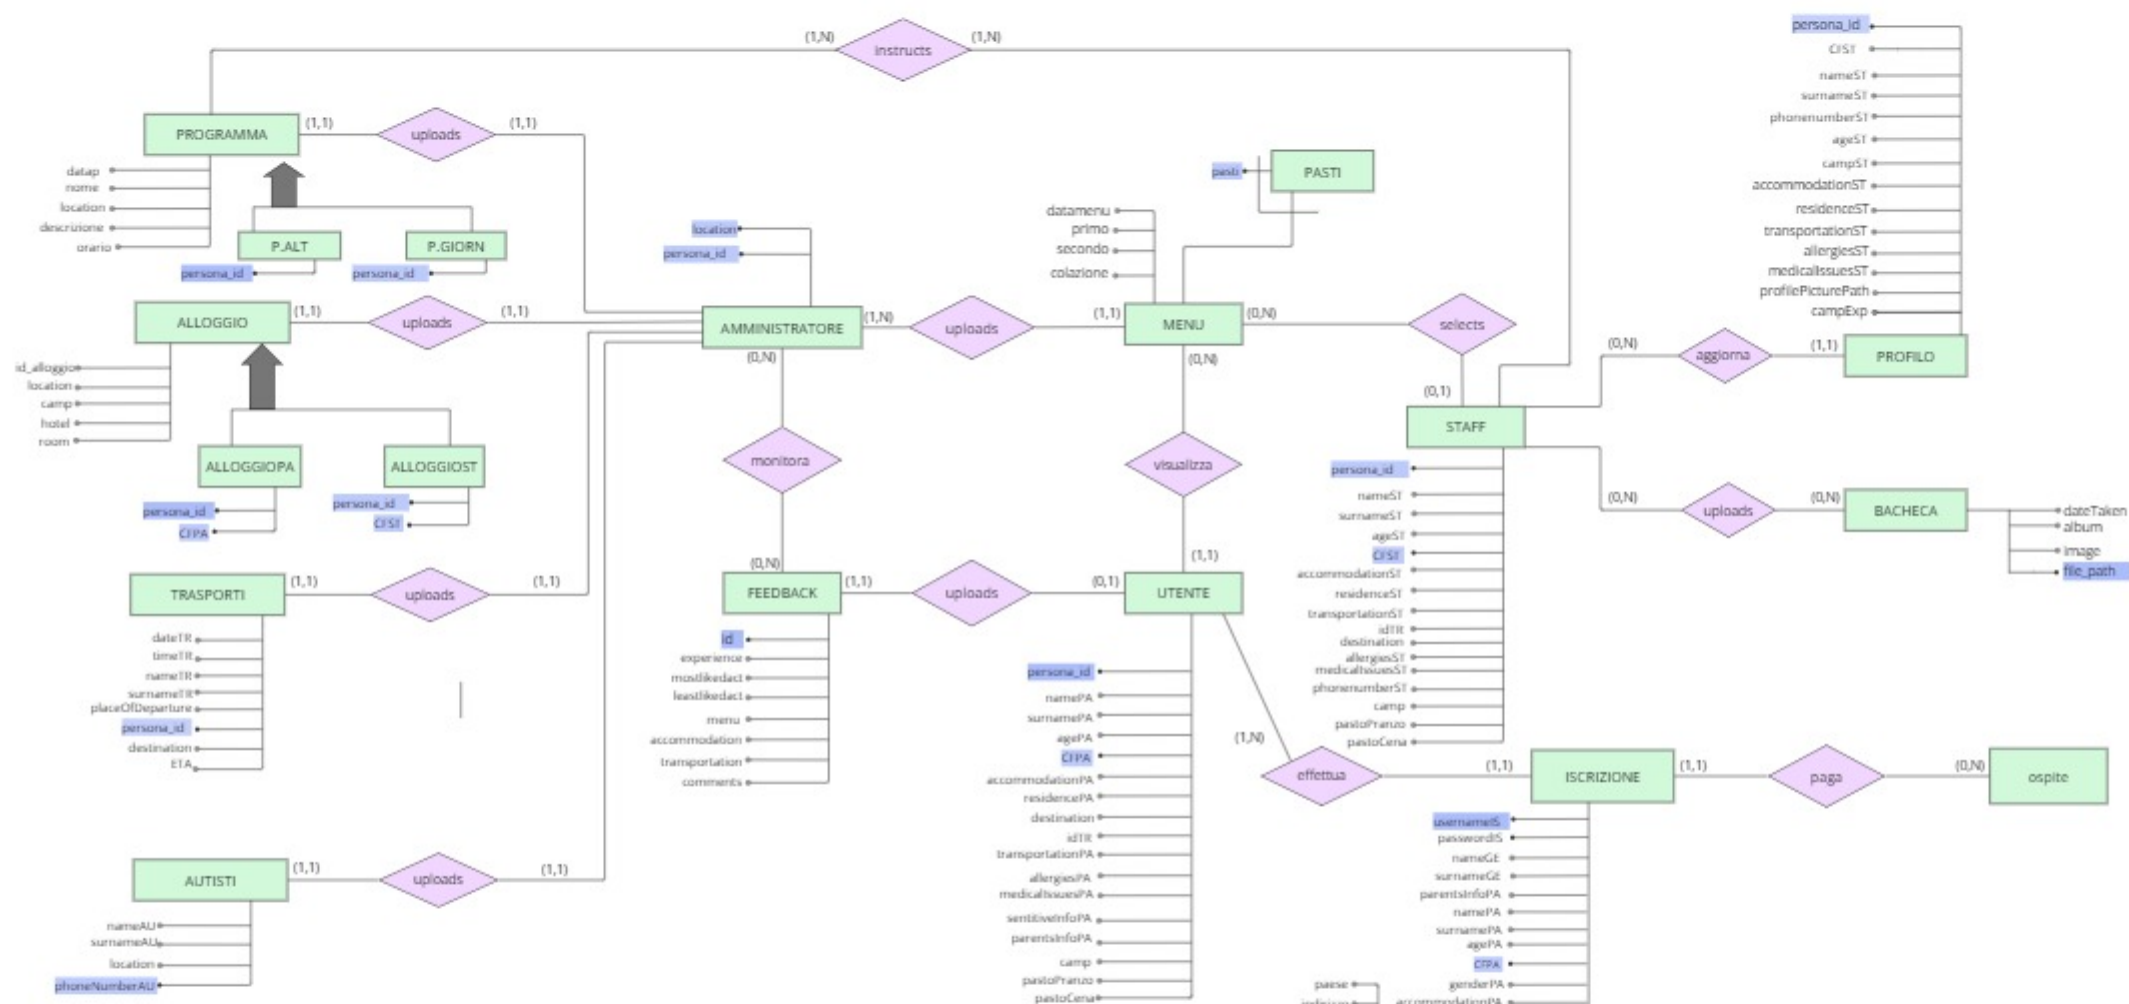 (1,N)
instructs
(1,N)
PROGRAMMA
(1,1)
uploads
(1,1)
datap
nome
location
descrizione
orario
P.ALT
persona_id
P.GIORN
persona_id
ALLOGGIO
(1,1)
uploads
(1,1)
id_alloggio
location
camp
hotel
room
ALLOGGIOPA
persona_id
CFPA
ALLOGGIOST
persona_id
CFST
TRASPORTI
(1,1)
uploads
(1,1)
dateTR
timeTR
nameTR
surnameTR
placeOfDeparture
persona_id
destination
ETA
AUTISTI
(1,1)
uploads
(1,1)
nameAU
surnameAU
location
phoneNumberAU
location
persona_id
AMMINISTRATORE
(1,N)
uploads
(1,1)
(0,N)
monitora
(0,N)
FEEDBACK
(1,1)
uploads
(0,1)
id
experience
mostlikedact
leastlikedact
menu
accommodation
transportation
comments
pasti
PASTI
datamenu
primo
secondo
colazione
MENU
(0,N)
selects
(0,1)
(0,N)
visualizza
(1,1)
UTENTE
persona_id
namePA
surnamePA
agePA
CFPA
accommodationPA
residencePA
destination
idTR
transportationPA
allergiesPA
medicalIssuesPA
sentitiveInfoPA
parentsInfoPA
camp
pastoPranzo
pastoCena
STAFF
persona_id
nameST
surnameST
ageST
CFST
accommodationST
residenceST
transportationST
idTR
destination
allergiesST
medicalIssuesST
phonenumberST
camp
pastoPranzo
pastoCena
persona_id
CFST
nameST
surnameST
phonenumberST
ageST
campST
accommodationST
residenceST
transportationST
allergiesST
medicalIssuesST
profilePicturePath
campExp
(0,N)
aggiorna
(1,1)
PROFILO
(0,N)
uploads
(0,N)
BACHECA
dateTaken
album
image
file_path
(1,N)
effettua
(1,1)
ISCRIZIONE
(1,1)
paga
(0,N)
ospite
usernameIS
passwordIS
nameGE
surnameGE
parentsInfoPA
namePA
surnamePA
agePA
CFPA
genderPA
accommodationPA
paese